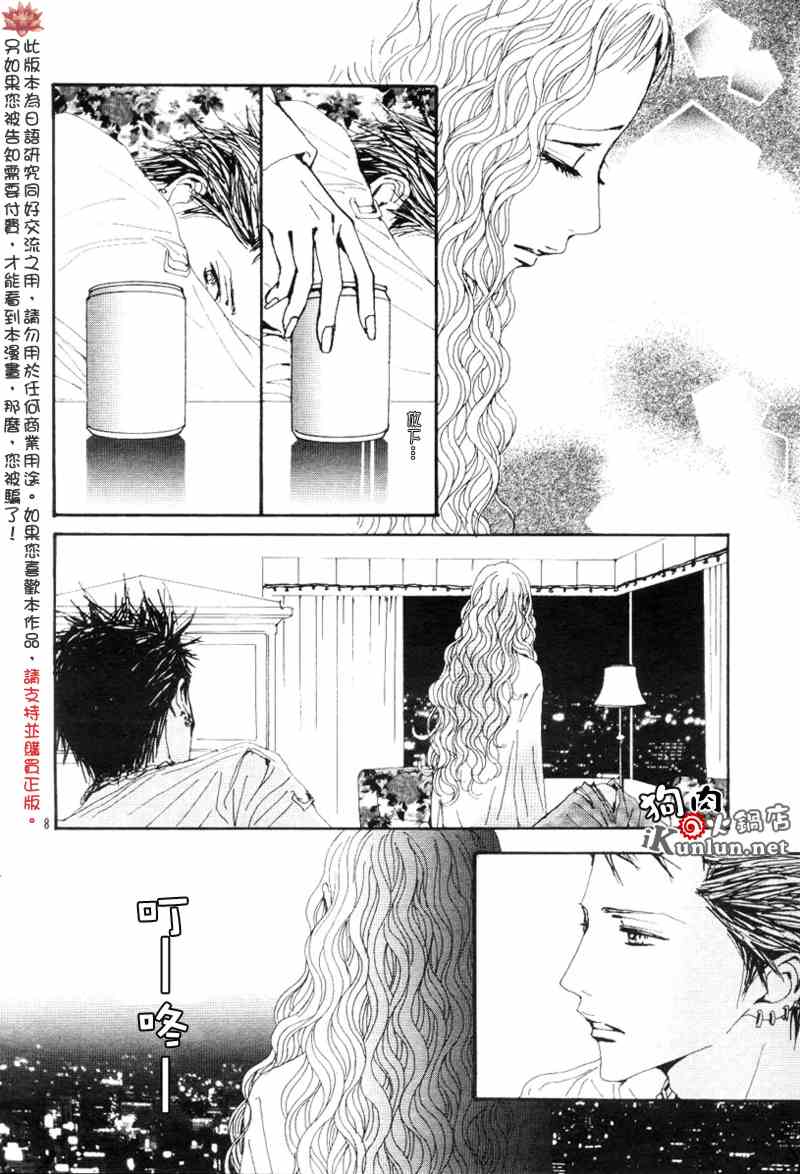 此版本為日語研究同好交流之用，請勿用於任何商業用途。如果您喜歡本作品，請支持並購買正版。
另如果您被告知需要付費，才能看到本漫畫，那麼，您被騙了！
放下…
8
狗肉火鍋店
iKunlun.net
叮—咚—